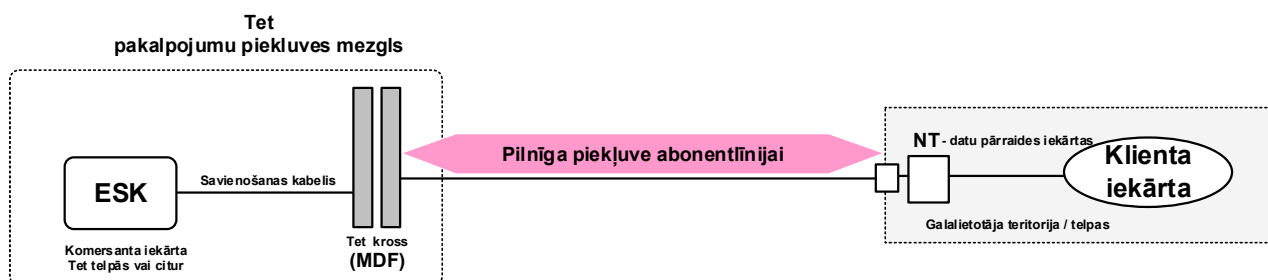 Tet
pakalpojumu piekluves mezgls
ESK
Savienošanas kabelis
Komersanta iekārta
Tet telpās vai citur
Tet kross
(MDF)
Pilnīga piekļuve abonentlīnijai
NT - datu pārraides iekārtas
Klienta
iekārta
Galalietotāja teritorija / telpas